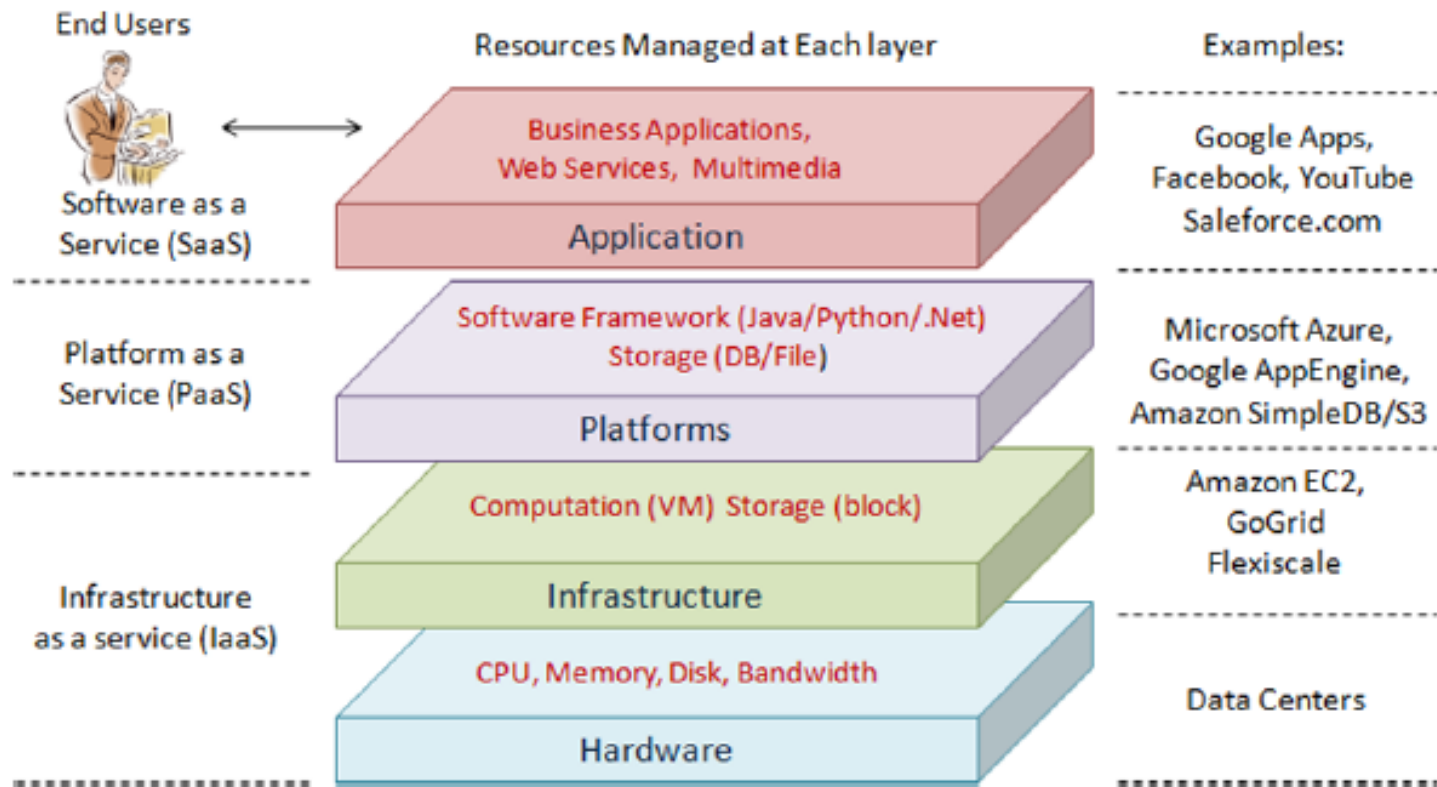 End Users
Resources Managed at Each layer
Examples:
Business Applications,
Web Services, Multimedia
Application
Google Apps,
Facebook, YouTube
Saleforce.com
Software as a
Service (SaaS)
Software Framework (Java/Python/.Net)
Storage (DB/File)
Platforms
Platform as a
Service (PaaS)
Microsoft Azure,
Google AppEngine,
Amazon SimpleDB/S3
Computation (VM) Storage (block)
Infrastructure
Amazon EC2,
GoGrid
Flexiscale
Infrastructure
as a service (IaaS)
CPU, Memory, Disk, Bandwidth
Hardware
Data Centers